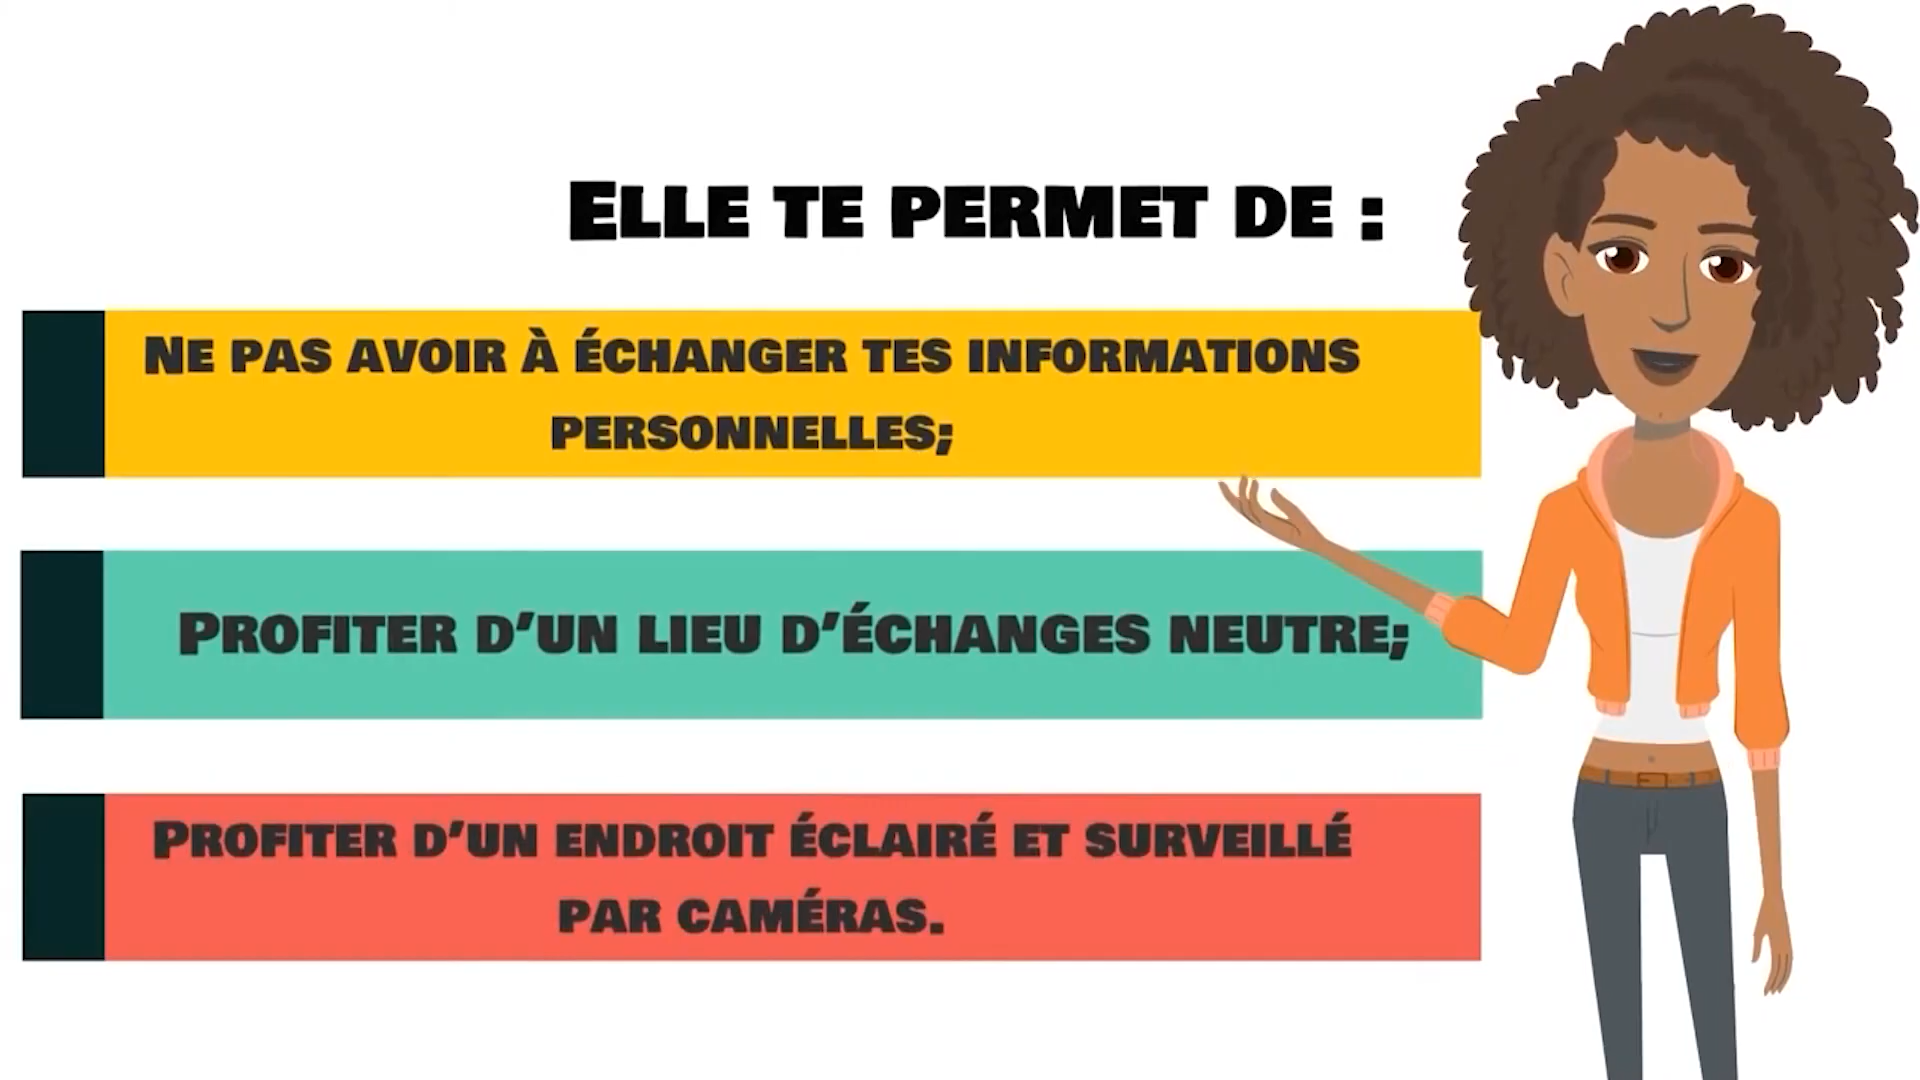 Elle te permet de :
Ne pas avoir à échanger tes informations
personnelles;
Profiter d’un lieu d’échanges neutre;
Profiter d’un endroit éclairé et surveillé
par caméras.